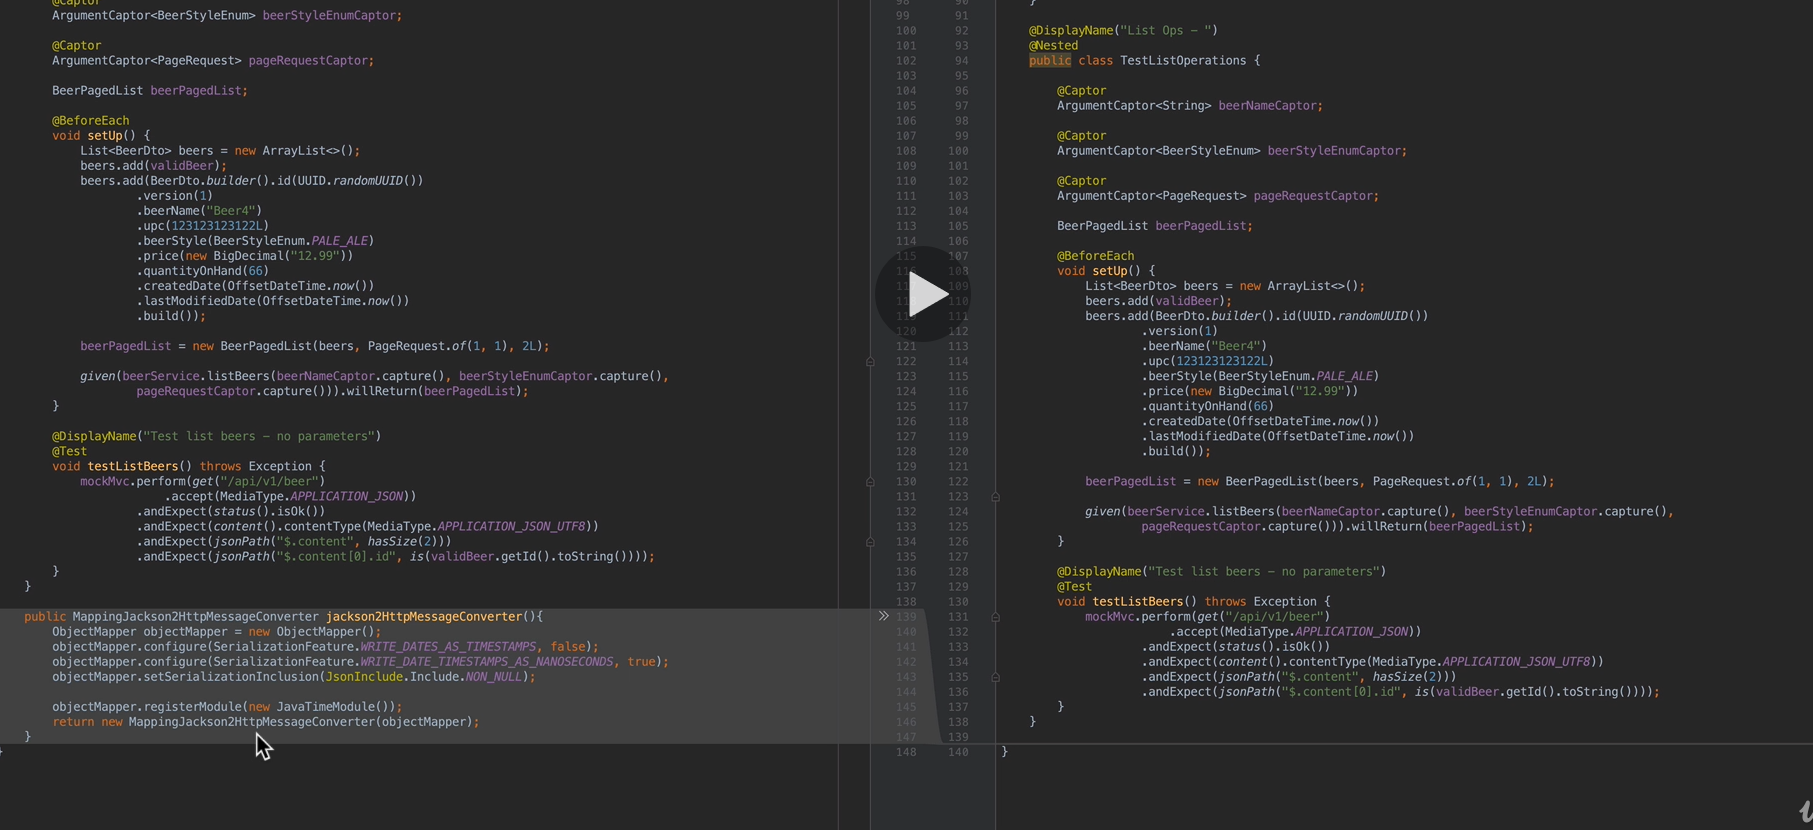 @Captor
ArgumentCaptor<BeerStyleEnum> beerStyleEnumCaptor;
@Captor
ArgumentCaptor<PageRequest> pageRequestCaptor;
BeerPagedList beerPagedList;
@BeforeEach
void setUp() {
List<BeerDto> beers = new ArrayList<>();
beers.add(validBeer);
beers.add(BeerDto.builder().id(UUID.randomUUID())
.version(1)
.beerName("Beer4")
.upc(123123123122L)
.beerStyle(BeerStyleEnum.PALE_ALE)
.price(new BigDecimal("12.99"))
.quantityOnHand(66)
.createdDate(OffsetDateTime.now())
.lastModifiedDate(OffsetDateTime.now())
.build());
beerPagedList = new BeerPagedList(beers, PageRequest.of(1, 1), 2L);
given(beerService.listBeers(beerNameCaptor.capture(), beerStyleEnumCaptor.capture(),
pageRequestCaptor.capture())).willReturn(beerPagedList);
}
@DisplayName("Test list beers – no parameters")
@Test
void testListBeers() throws Exception {
mockMvc.perform(get("/api/v1/beer")
.accept(MediaType.APPLICATION_JSON))
.andExpect(status().isOk())
.andExpect(content().contentType(MediaType.APPLICATION_JSON_UTF8))
.andExpect(jsonPath("$.content", hasSize(2)))
.andExpect(jsonPath("$.content[0].id", is(validBeer.getId().toString())));
}
}
public MappingJackson2HttpMessageConverter jackson2HttpMessageConverter(){
ObjectMapper objectMapper = new ObjectMapper();
objectMapper.configure(SerializationFeature.WRITE_DATES_AS_TIMESTAMPS, false);
objectMapper.configure(SerializationFeature.WRITE_DATE_TIMESTAMPS_AS_NANOSECONDS, true);
objectMapper.setSerializationInclusion(JsonInclude.Include.NON_NULL);
objectMapper.registerModule(new JavaTimeModule());
return new MappingJackson2HttpMessageConverter(objectMapper);
}
}
98 90
99 91
100 92
101 93
102 94
103 95
104 96
105 97
106 98
107 99
108 100
109 101
110 102
111 103
112 104
113 105
114 106
115 107
108
109
110
111
120 112
121 113
122 114
123 115
124 116
125 117
126 118
127 119
128 120
129 121
130 122
131 123
132 124
133 125
134 126
135 127
136 128
137 129
138 130
139 131
140 132
141 133
142 134
143 135
144 136
145 137
146 138
147 139
148 140
}
@DisplayName("List Ops – ")
@Nested
public class TestListOperations {
@Captor
ArgumentCaptor<String> beerNameCaptor;
@Captor
ArgumentCaptor<BeerStyleEnum> beerStyleEnumCaptor;
@Captor
ArgumentCaptor<PageRequest> pageRequestCaptor;
BeerPagedList beerPagedList;
@BeforeEach
void setUp() {
List<BeerDto> beers = new ArrayList<>();
beers.add(validBeer);
beers.add(BeerDto.builder().id(UUID.randomUUID())
.version(1)
.beerName("Beer4")
.upc(123123123122L)
.beerStyle(BeerStyleEnum.PALE_ALE)
.price(new BigDecimal("12.99"))
.quantityOnHand(66)
.createdDate(OffsetDateTime.now())
.lastModifiedDate(OffsetDateTime.now())
.build());
beerPagedList = new BeerPagedList(beers, PageRequest.of(1, 1), 2L);
given(beerService.listBeers(beerNameCaptor.capture(), beerStyleEnumCaptor.capture(),
pageRequestCaptor.capture())).willReturn(beerPagedList);
}
@DisplayName("Test list beers – no parameters")
@Test
void testListBeers() throws Exception {
mockMvc.perform(get("/api/v1/beer")
.accept(MediaType.APPLICATION_JSON))
.andExpect(status().isOk())
.andExpect(content().contentType(MediaType.APPLICATION_JSON_UTF8))
.andExpect(jsonPath("$.content", hasSize(2)))
.andExpect(jsonPath("$.content[0].id", is(validBeer.getId().toString())));
}
}
}